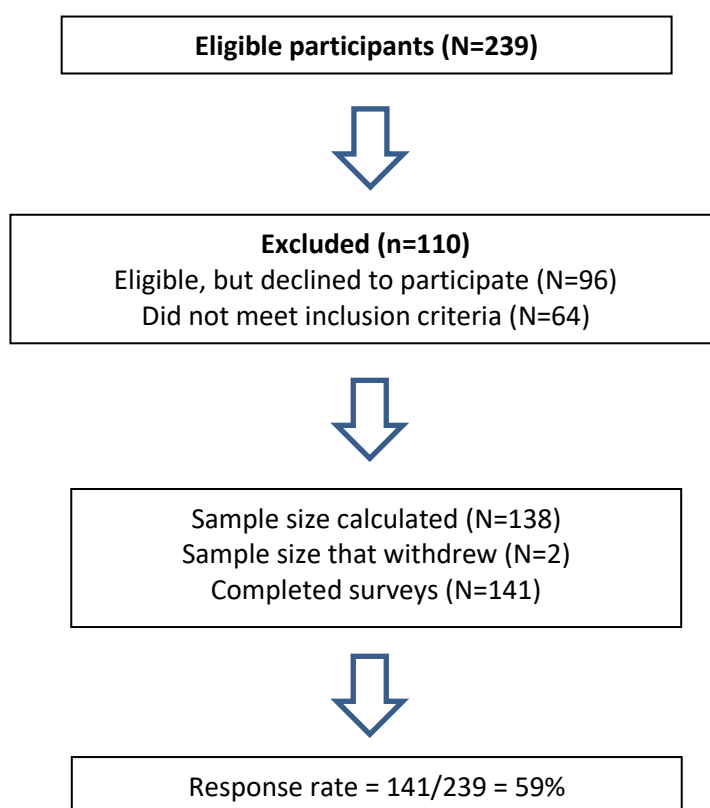 Eligible participants (N=239)
Excluded (n=110)
Eligible, but declined to participate (N=96)
Did not meet inclusion criteria (N=64)
Sample size calculated (N=138)
Sample size that withdrew (N=2)
Completed surveys (N=141)
Response rate = 141/239 = 59%